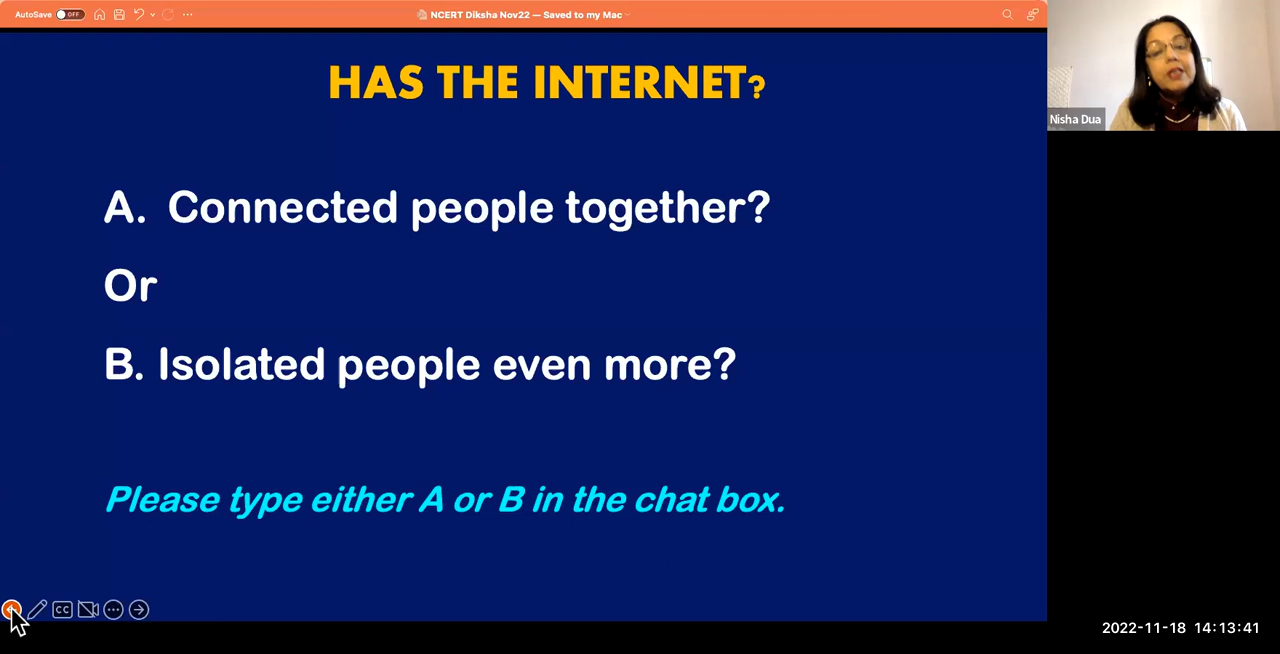 AutoSave OFF
NCERT Diksha Nov22 — Saved to my Mac
HAS THE INTERNET?
A. Connected people together?
Or
B. Isolated people even more?
Please type either A or B in the chat box.
Nisha Dua
CC
2022-11-18 14:13:41